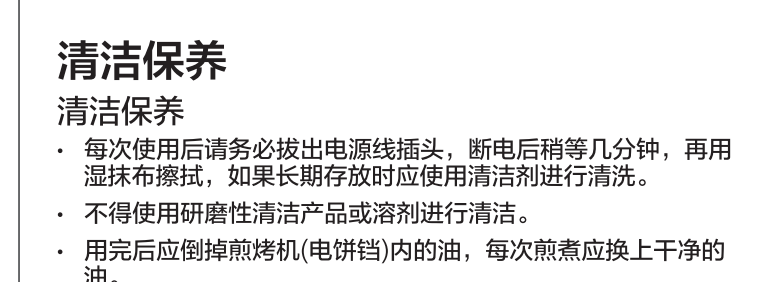 清洁保养
清洁保养
· 每次使用后请务必拔出电源线插头，断电后稍等几分钟，再用
湿抹布擦拭，如果长期存放时应使用清洁剂进行清洗。
· 不得使用研磨性清洁产品或溶剂进行清洁。
· 用完后应倒掉煎烤机(电饼铛)内的油，每次煎煮应换上干净的
油。